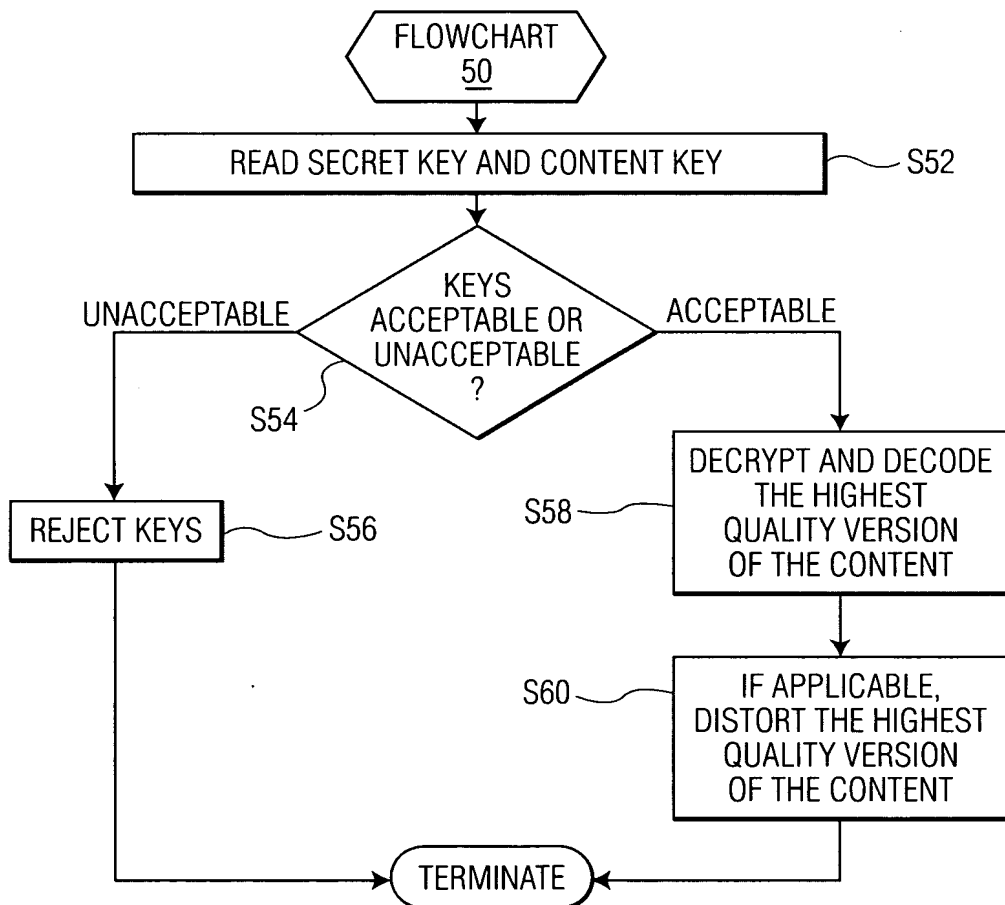 FLOWCHART
50
READ SECRET KEY AND CONTENT KEY
S52
KEYS
ACCEPTABLE OR
UNACCEPTABLE
?
UNACCEPTABLE
ACCEPTABLE
S54
REJECT KEYS
S56
DECRYPT AND DECODE
THE HIGHEST
QUALITY VERSION
OF THE CONTENT
S58
IF APPLICABLE,
DISTORT THE HIGHEST
QUALITY VERSION
OF THE CONTENT
S60
TERMINATE